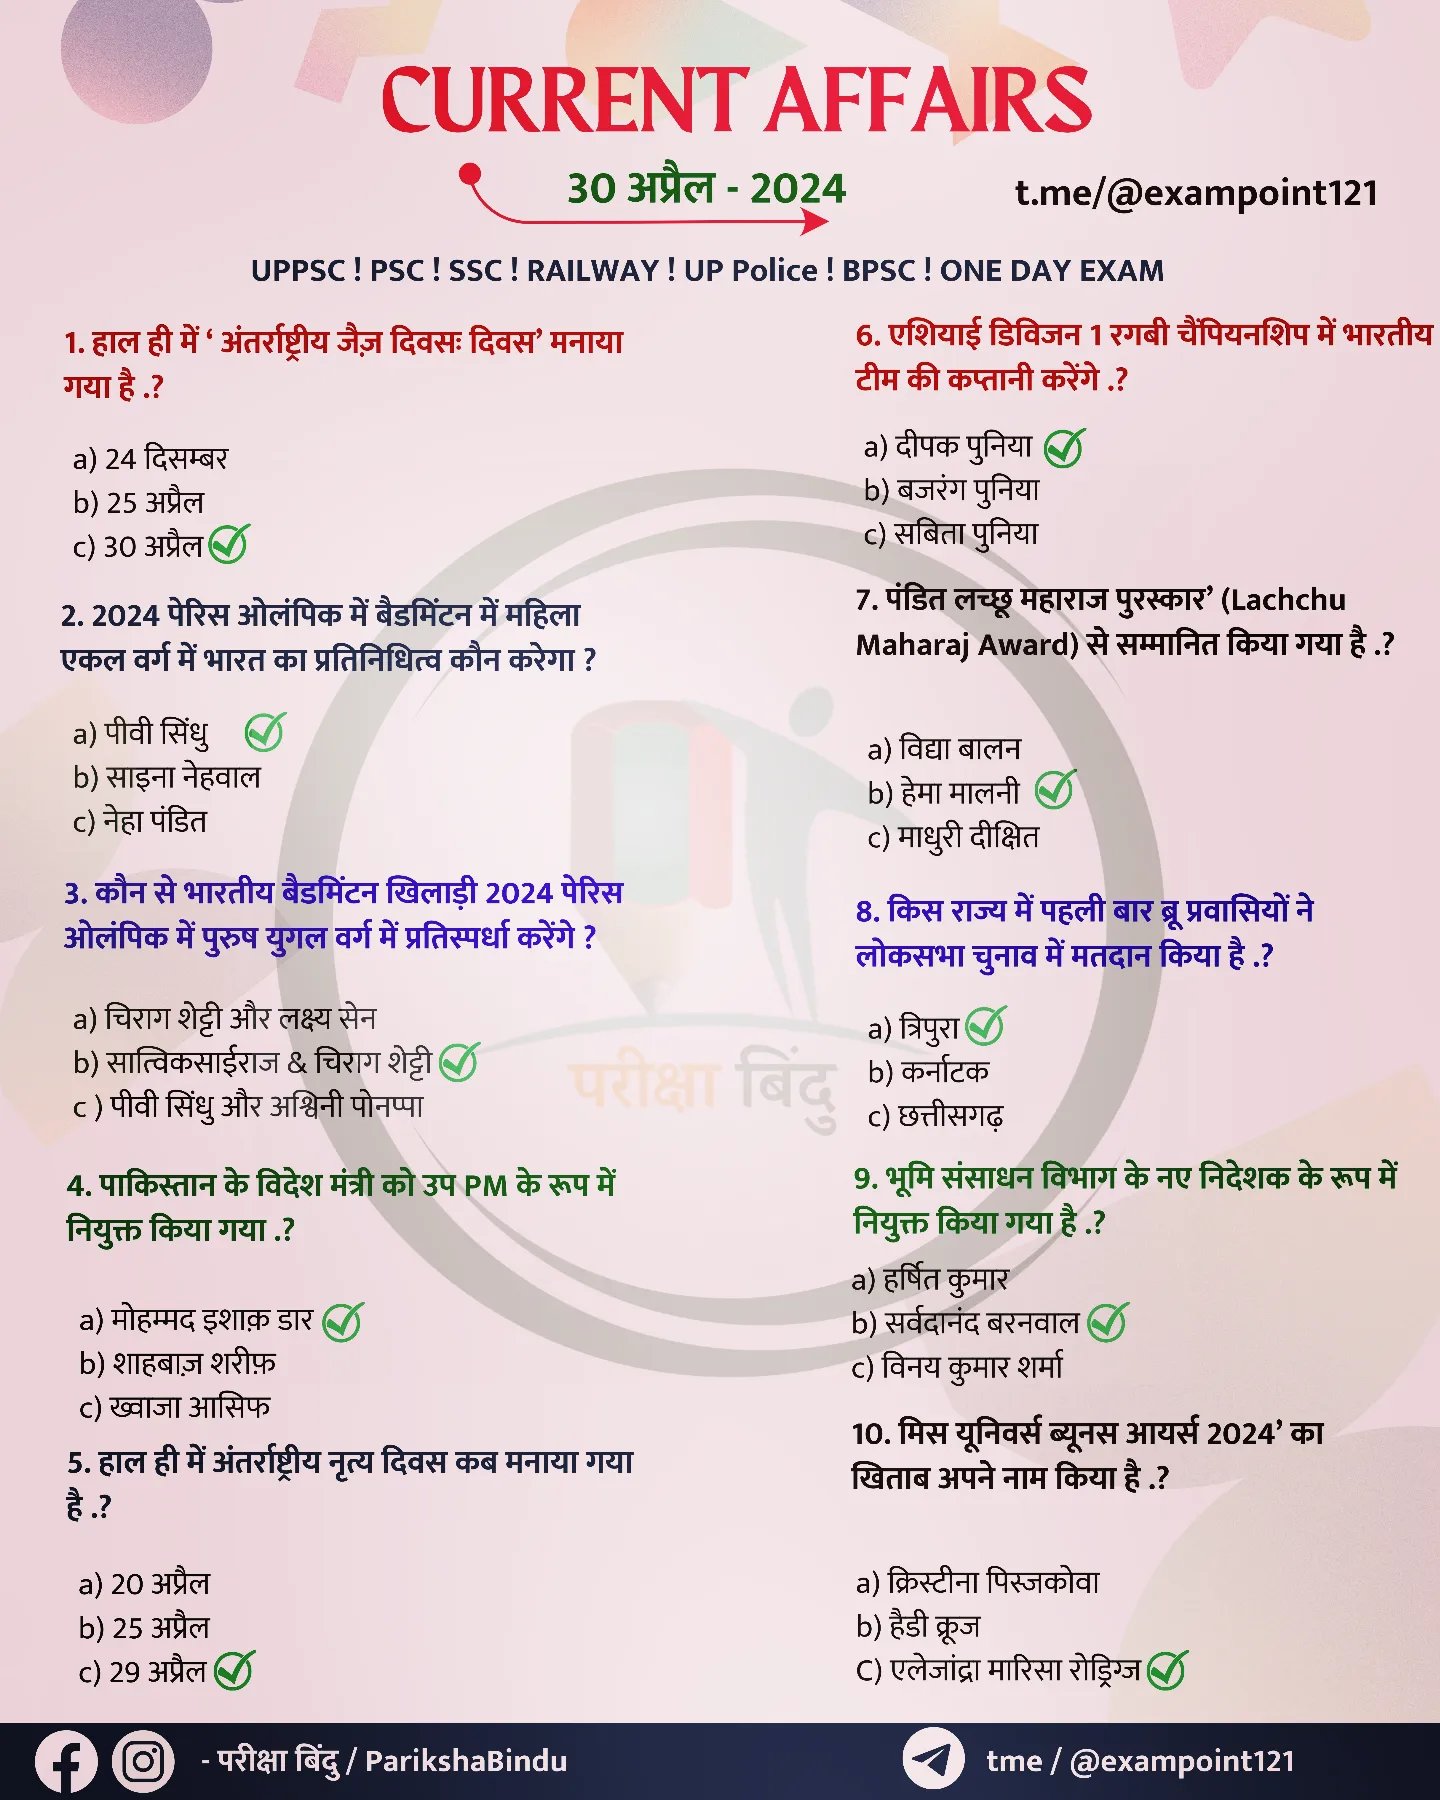 CURRENT AFFAIRS
30 अप्रैल - 2024
t.me/@exampoint121
UPPSC ! PSC ! SSC ! RAILWAY ! UP Police ! BPSC ! ONE DAY EXAM
1. हाल ही में ‘ अंतर्राष्ट्रीय जैज़ दिवसः दिवस’ मनाया
गया है .?
a) 24 दिसम्बर
b) 25 अप्रैल
c) 30 अप्रैल
2. 2024 पेरिस ओलंपिक में बैडमिंटन में महिला
एकल वर्ग में भारत का प्रतिनिधित्व कौन करेगा ?
a) पीवी सिंधु
b) साइना नेहवाल
c) नेहा पंडित
3. कौन से भारतीय बैडमिंटन खिलाड़ी 2024 पेरिस
ओलंपिक में पुरुष युगल वर्ग में प्रतिस्पर्धा करेंगे ?
a) चिराग शेट्टी और लक्ष्य सेन
b) सात्विकसाईराज & चिराग शेट्टी
c ) पीवी सिंधु और अश्विनी पोनप्पा
4. पाकिस्तान के विदेश मंत्री को उप PM के रूप में
नियुक्त किया गया .?
a) मोहम्मद इशाक़ डार
b) शाहबाज़ शरीफ़
c) ख्वाजा आसिफ
5. हाल ही में अंतर्राष्ट्रीय नृत्य दिवस कब मनाया गया
है .?
a) 20 अप्रैल
b) 25 अप्रैल
c) 29 अप्रैल
6. एशियाई डिविजन 1 रगबी चैंपियनशिप में भारतीय
टीम की कप्तानी करेंगे .?
a) दीपक पुनिया
b) बजरंग पुनिया
c) सबिता पुनिया
7. पंडित लच्छू महाराज पुरस्कार’ (Lachchu
Maharaj Award) से सम्मानित किया गया है .?
a) विद्या बालन
b) हेमा मालनी
c) माधुरी दीक्षित
8. किस राज्य में पहली बार ब्रू प्रवासियों ने
लोकसभा चुनाव में मतदान किया है .?
a) त्रिपुरा
b) कर्नाटक
c) छत्तीसगढ़
9. भूमि संसाधन विभाग के नए निदेशक के रूप में
नियुक्त किया गया है .?
a) हर्षित कुमार
b) सर्वदानंद बरनवाल
c) विनय कुमार शर्मा
10. मिस यूनिवर्स ब्यूनस आयर्स 2024’ का
खिताब अपने नाम किया है .?
a) क्रिस्टीना पिस्जकोवा
b) हैडी क्रूज
C) एलेजांद्रा मारिसा रोड्रिग्ज
परीक्षा बिंदु
- परीक्षा बिंदु / ParikshaBindu
tme / @exampoint121